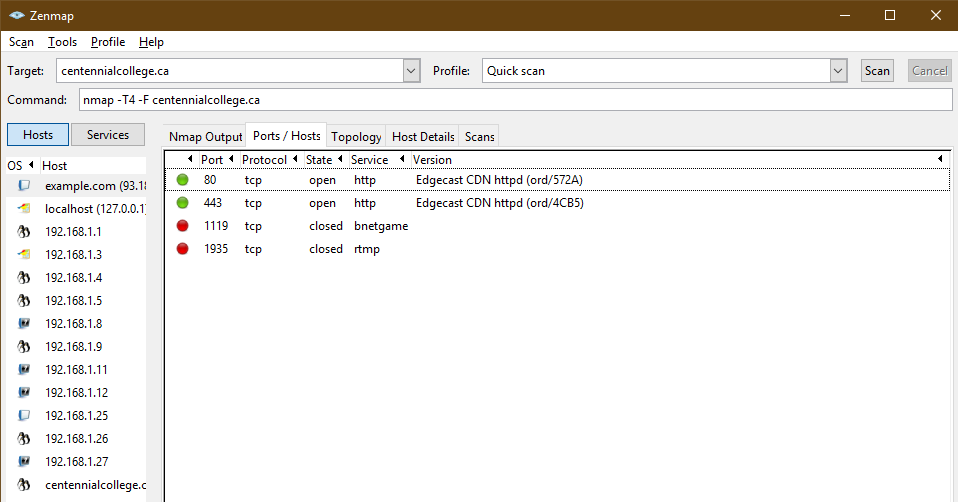 Zenmap
Scan Tools Profile Help
Target: centennialcollege.ca Profile: Quick scan Scan Cancel
Command: nmap -T4 -F centennialcollege.ca
Hosts Services
Nmap Output Ports / Hosts Topology Host Details Scans
OS Host
example.com (93.18
localhost (127.0.0.1)
192.168.1.1
192.168.1.3
192.168.1.4
192.168.1.5
192.168.1.8
192.168.1.9
192.168.1.11
192.168.1.12
192.168.1.25
192.168.1.26
192.168.1.27
centennialcollege.c
Port Protocol State Service Version
80 tcp open http Edgecast CDN httpd (ord/572A)
443 tcp open http Edgecast CDN httpd (ord/4CB5)
1119 tcp closed bnetgame
1935 tcp closed rtmp